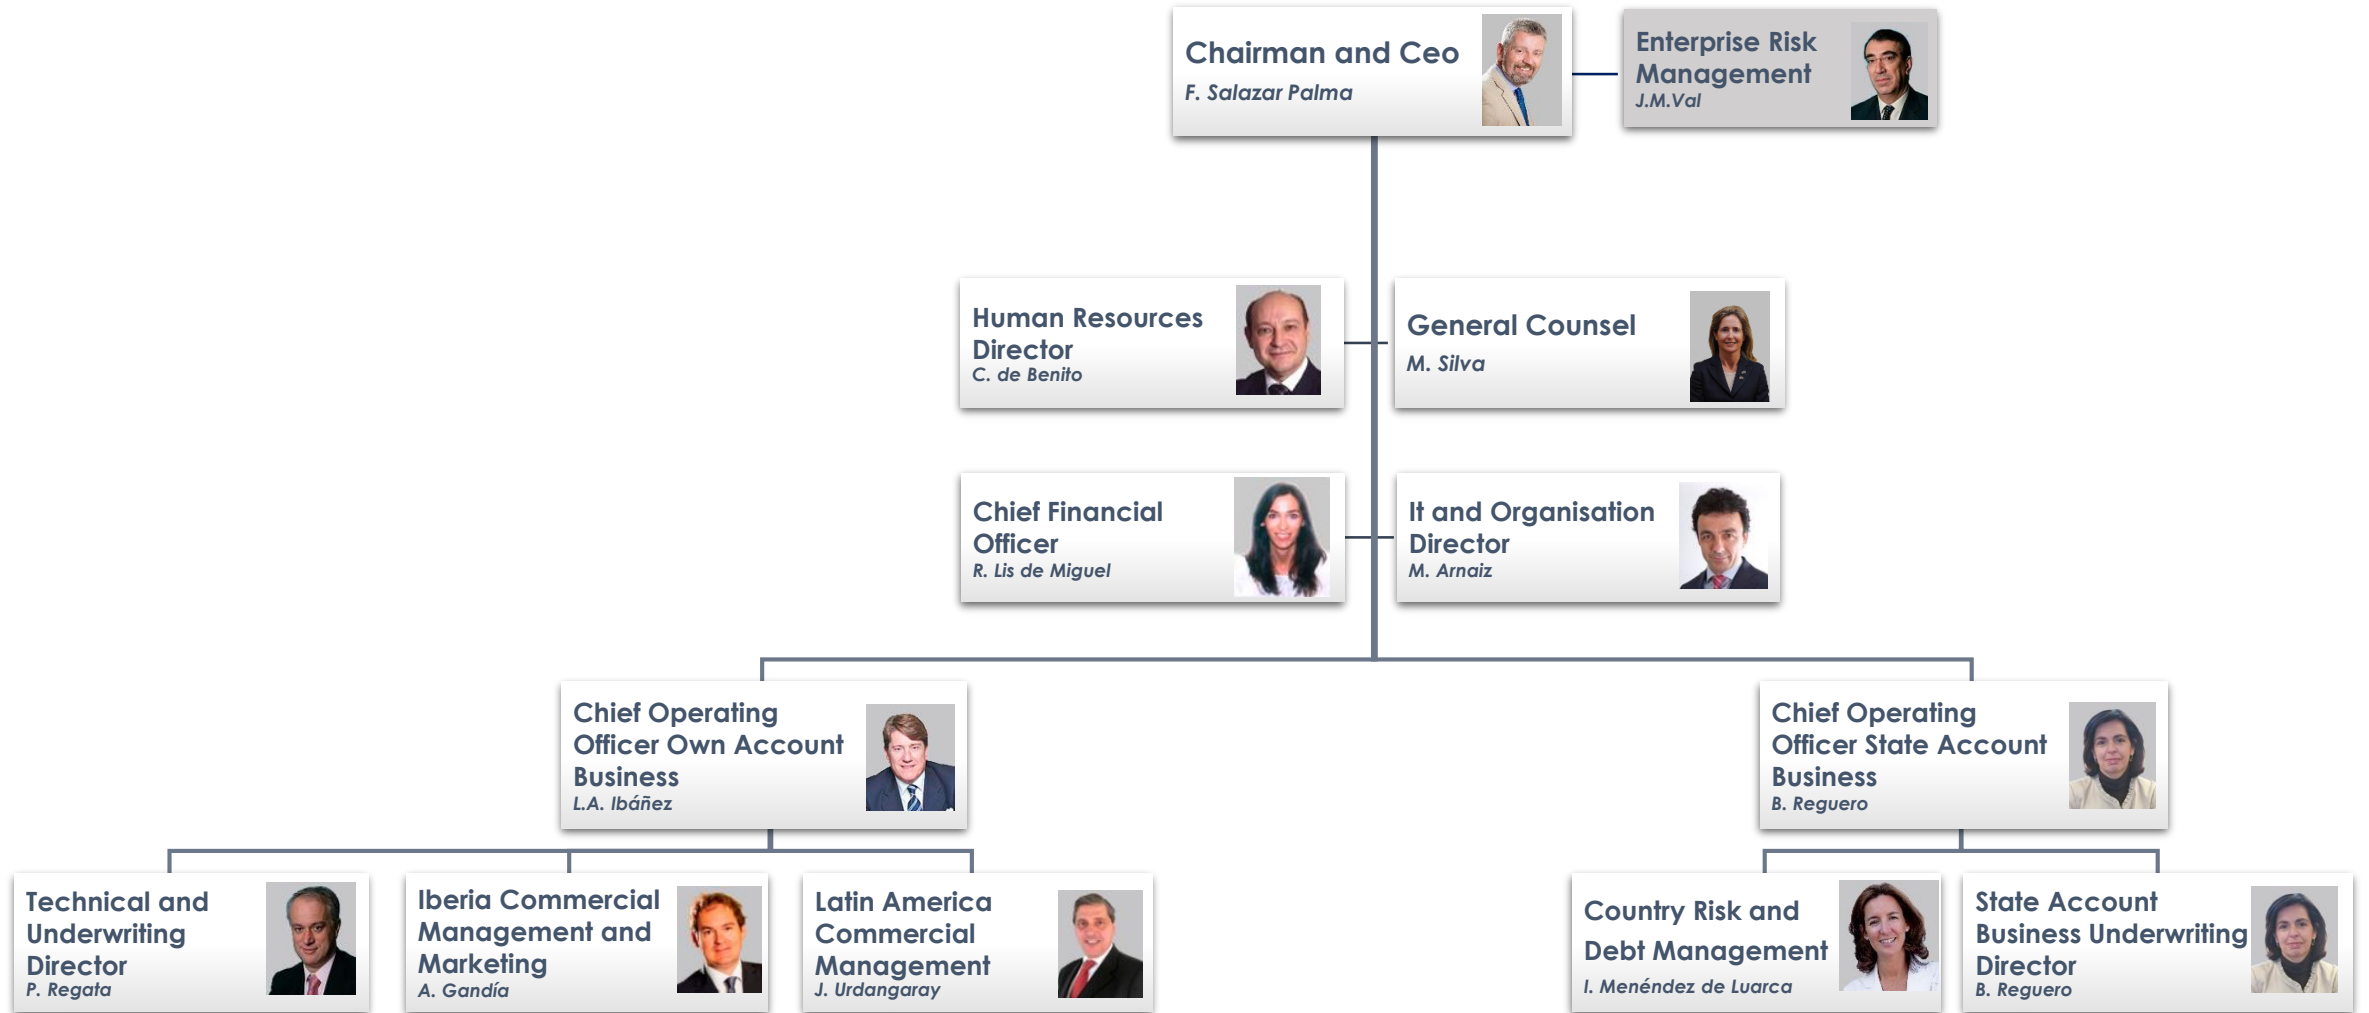 Chairman and Ceo
F. Salazar Palma
Enterprise Risk
Management
J.M.Val
Human Resources
Director
C. de Benito
General Counsel
M. Silva
Chief Financial
Officer
R. Lis de Miguel
It and Organisation
Director
M. Arnaiz
Chief Operating
Officer Own Account
Business
L.A. Ibáñez
Chief Operating
Officer State Account
Business
B. Reguero
Technical and
Underwriting
Director
P. Regata
Iberia Commercial
Management and
Marketing
A. Gandía
Latin America
Commercial
Management
J. Urdangaray
Country Risk and
Debt Management
I. Menéndez de Luarca
State Account
Business Underwriting
Director
B. Reguero